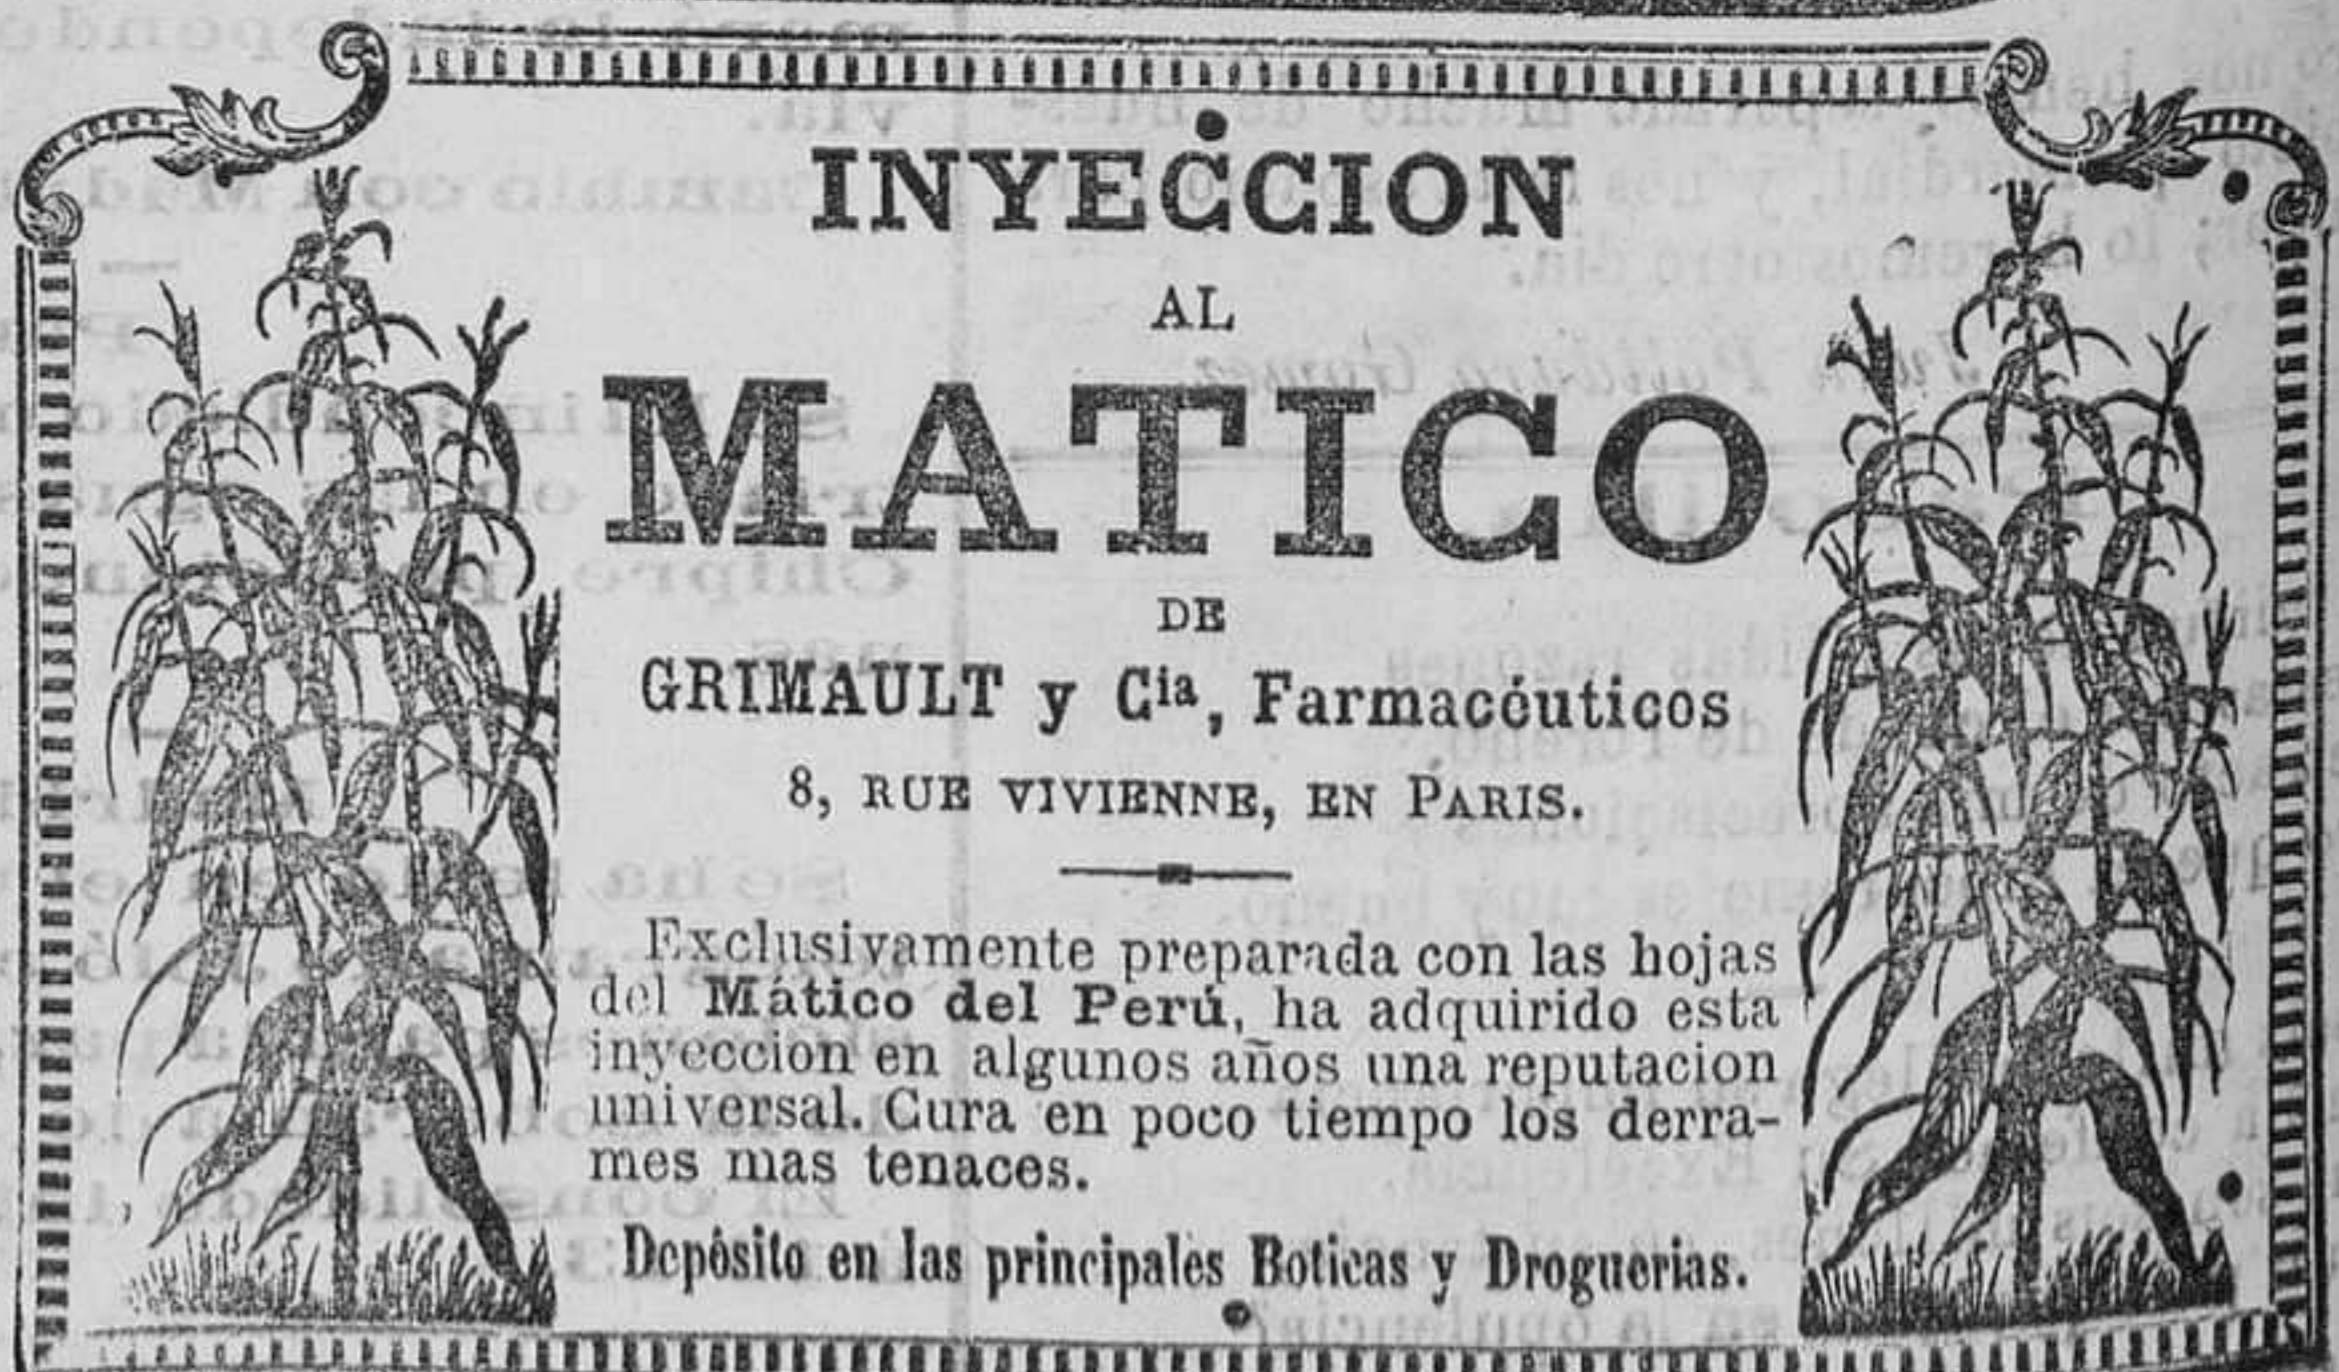 INYECCION
AL
MATICO
DE
GRIMAULT y Cia, Farmacéuticos
8, RUE VIVIENNE, EN PARIS.
Exclusivamente preparada con las hojas
del Mático del Perú, ha adquirido esta
inyeccion en algunos años una reputacion
universal. Cura en poco tiempo los derra-
mes mas tenaces.
Depósito en las principales Boticas y Droguerias.